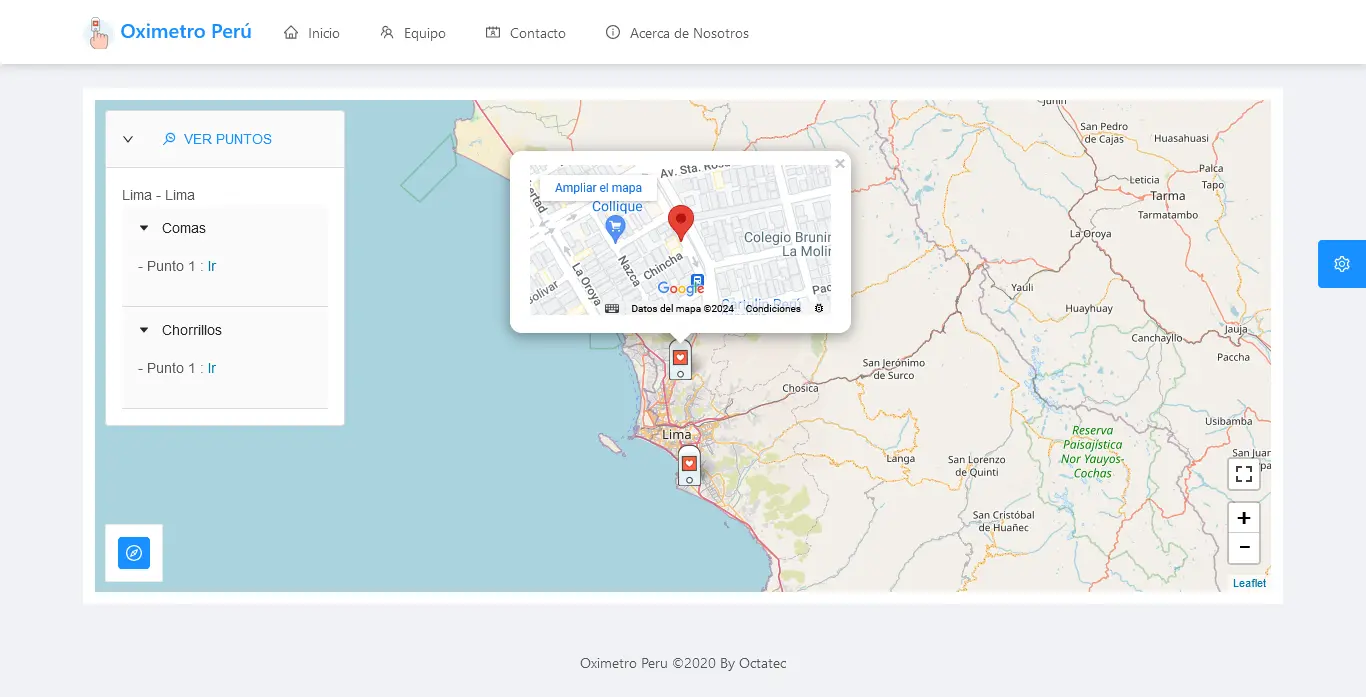 Oximetro Perú
Inicio
Equipo
Contacto
Acerca de Nosotros
VER PUNTOS
Lima - Lima
Comas
- Punto 1 : Ir
Chorrillos
- Punto 1 : Ir
Ampliar el mapa
Av. Sta. Rosa
Collique
Colegio Brunin
La Molin
Nazca
Chincha
La Oroya
Bolivar
Pac
Google
Cartolin Perú
Datos del mapa ©2024
Condiciones
×
Junín
San Pedro
de Cajas
Huasahuasi
Palca
Tapo
Leticia
Tarma
Tarmatambo
La Oroya
Yauli
Huayhuay
Jauja
Canchayllo
Paccha
San Jerónimo
de Surco
Chosica
Usibamba
Lima
Reserva
Paisajística
Nor Yauyos-
Cochas
Langa
San Lorenzo
de Quinti
San Juan
San Cristóbal
de Huañec
+
−
Leaflet
Oximetro Peru ©2020 By Octatec